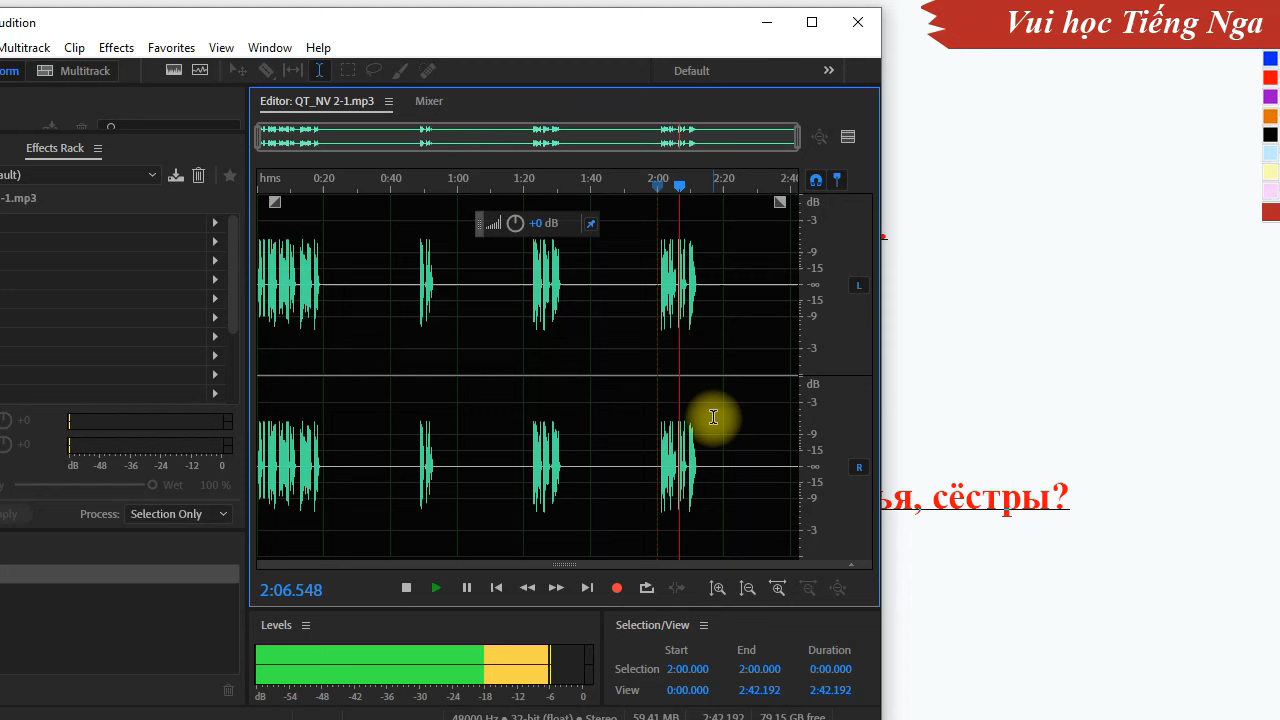 udition
Vui học Tiếng Nga
Multitrack Clip Effects Favorites View Window Help
orm Multitrack Default
Editor: QT_NV 2-1.mp3 Mixer
Effects Rack
ault)
-1.mp3
hms 0:20 0:40 1:00 1:20 1:40 2:00 2:20 2:40
+0 dB
dB
-3
-9
-15
-∞
-15
-9
-3
L
dB
-3
-9
-15
-∞
-15
-9
-3
R
+0
+0
dB -48 -36 -24 -12 0
y Wet 100 %
pply Process: Selection Only
ья, сёстры?
2:06.548
Levels
dB -54 -48 -42 -36 -30 -24 -18 -12 -6 0
Selection/View
Start End Duration
Selection 2:00.000 2:00.000 0:00.000
View 0:00.000 2:42.192 2:42.192
48000 Hz • 32-bit (float) • Stereo 59.41 MB 2:42.192 79.15 GB free